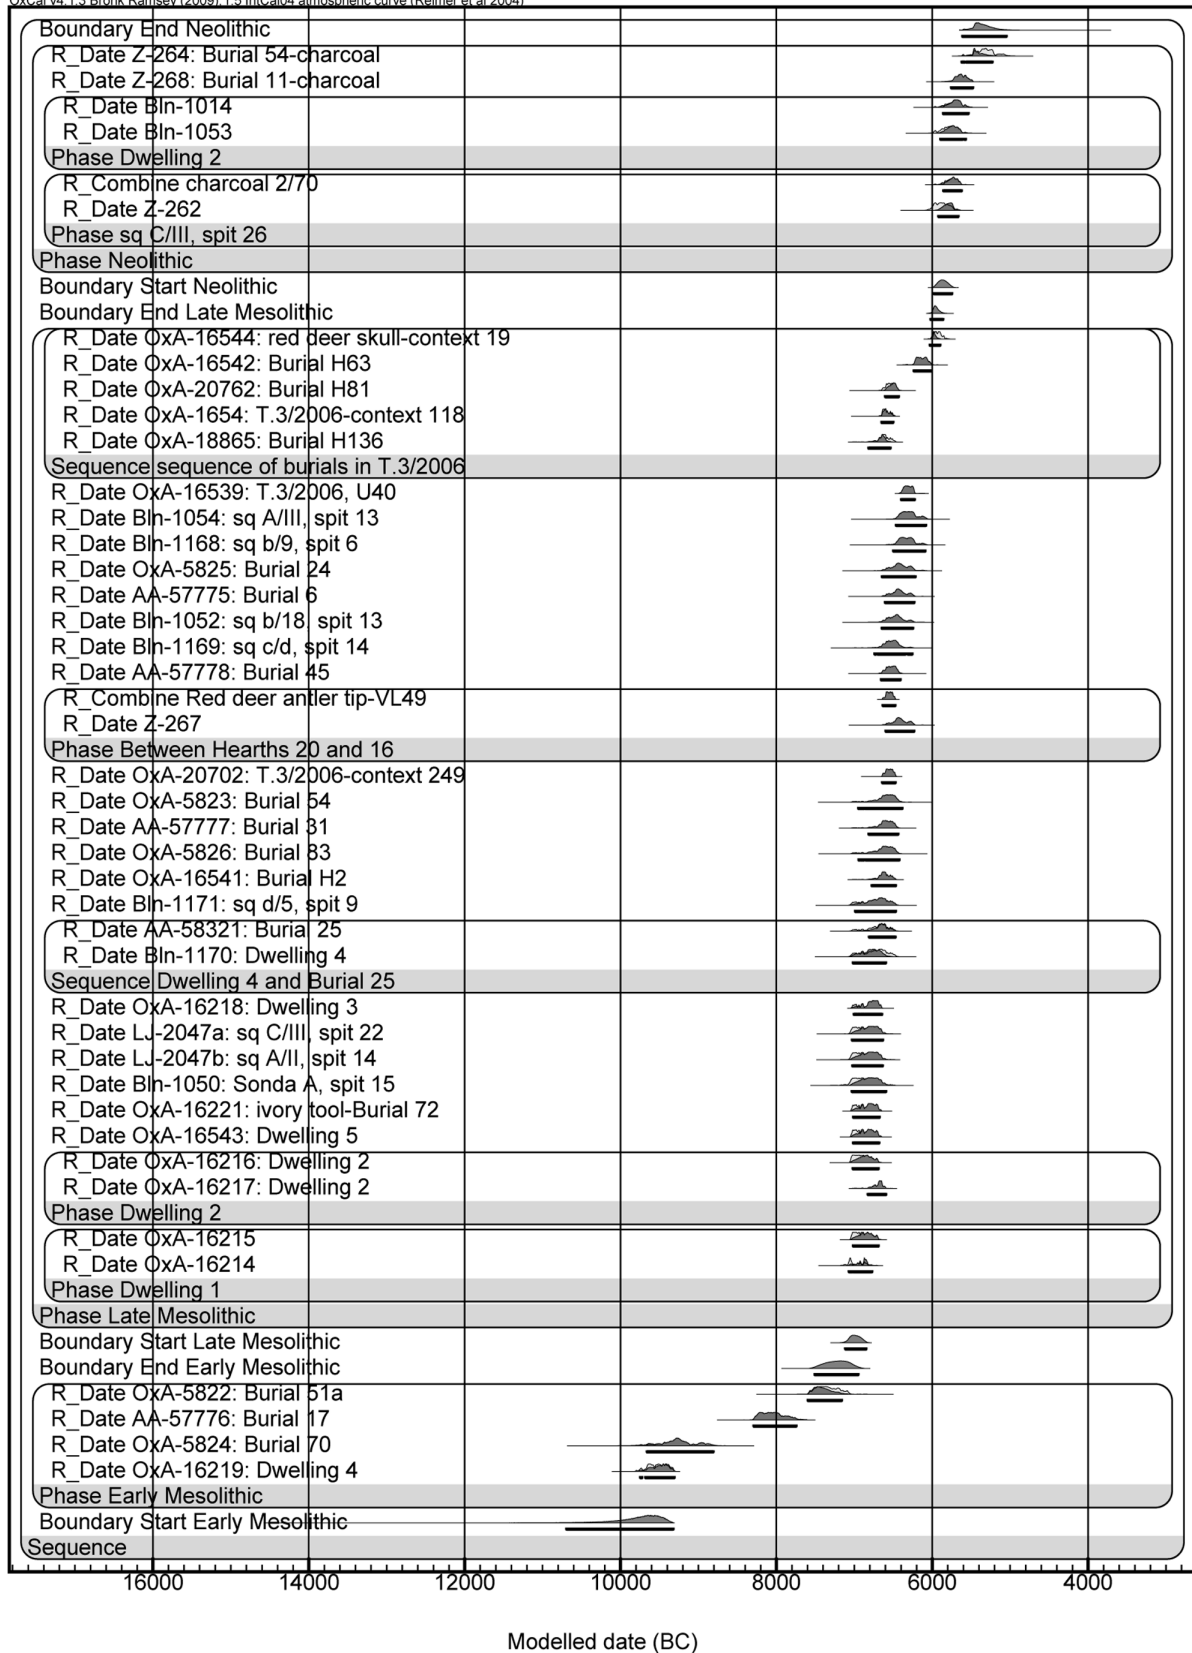 OxCal v4.1.3 Bronk Ramsey (2009): r:5 IntCal04 atmospheric curve (Reimer et al 2004)
Boundary End Neolithic
R_Date Z-264: Burial 54-charcoal
R_Date Z-268: Burial 11-charcoal
R_Date Bln-1014
R_Date Bln-1053
Phase Dwelling 2
R_Combine charcoal 2/70
R_Date Z-262
Phase sq C/III, spit 26
Phase Neolithic
Boundary Start Neolithic
Boundary End Late Mesolithic
R_Date OxA-16544: red deer skull-context 19
R_Date OxA-16542: Burial H63
R_Date OxA-20762: Burial H81
R_Date OxA-1654: T.3/2006-context 118
R_Date OxA-18865: Burial H136
Sequence sequence of burials in T.3/2006
R_Date OxA-16539: T.3/2006, U40
R_Date Bln-1054: sq A/III, spit 13
R_Date Bln-1168: sq b/9, spit 6
R_Date OxA-5825: Burial 24
R_Date AA-57775: Burial 6
R_Date Bln-1052: sq b/18, spit 13
R_Date Bln-1169: sq c/d, spit 14
R_Date AA-57778: Burial 45
R_Combine Red deer antler tip-VL49
R_Date Z-267
Phase Between Hearths 20 and 16
R_Date OxA-20702: T.3/2006-context 249
R_Date OxA-5823: Burial 54
R_Date AA-57777: Burial 31
R_Date OxA-5826: Burial 83
R_Date OxA-16541: Burial H2
R_Date Bln-1171: sq d/5, spit 9
R_Date AA-58321: Burial 25
R_Date Bln-1170: Dwelling 4
Sequence Dwelling 4 and Burial 25
R_Date OxA-16218: Dwelling 3
R_Date LJ-2047a: sq C/III, spit 22
R_Date LJ-2047b: sq A/II, spit 14
R_Date Bln-1050: Sonda A, spit 15
R_Date OxA-16221: ivory tool-Burial 72
R_Date OxA-16543: Dwelling 5
R_Date OxA-16216: Dwelling 2
R_Date OxA-16217: Dwelling 2
Phase Dwelling 2
R_Date OxA-16215
R_Date OxA-16214
Phase Dwelling 1
Phase Late Mesolithic
Boundary Start Late Mesolithic
Boundary End Early Mesolithic
R_Date OxA-5822: Burial 51a
R_Date AA-57776: Burial 17
R_Date OxA-5824: Burial 70
R_Date OxA-16219: Dwelling 4
Phase Early Mesolithic
Boundary Start Early Mesolithic
Sequence
16000 14000 12000 10000 8000 6000 4000
Modelled date (BC)